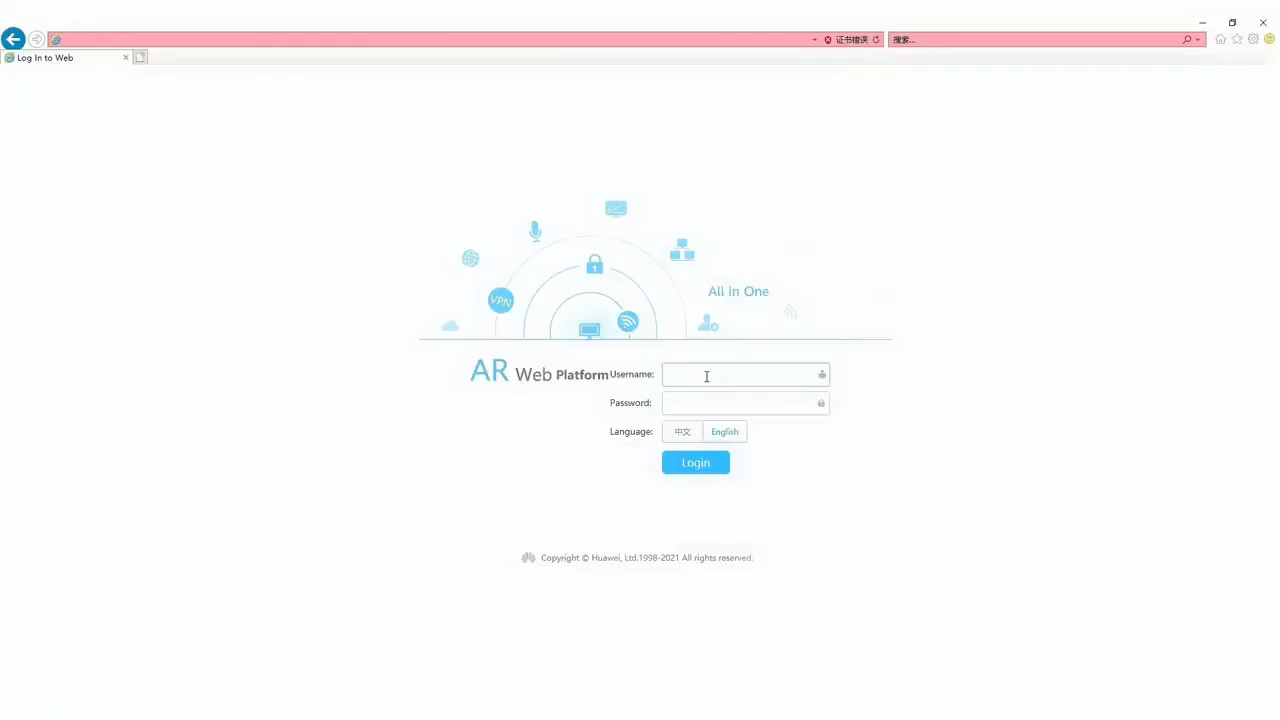 证书错误
搜索...
Log In to Web
VPN
All in One
AR Web Platform
Username:
Password:
Language: 中文 English
Login
Copyright © Huawei, Ltd.1998-2021 All rights reserved.